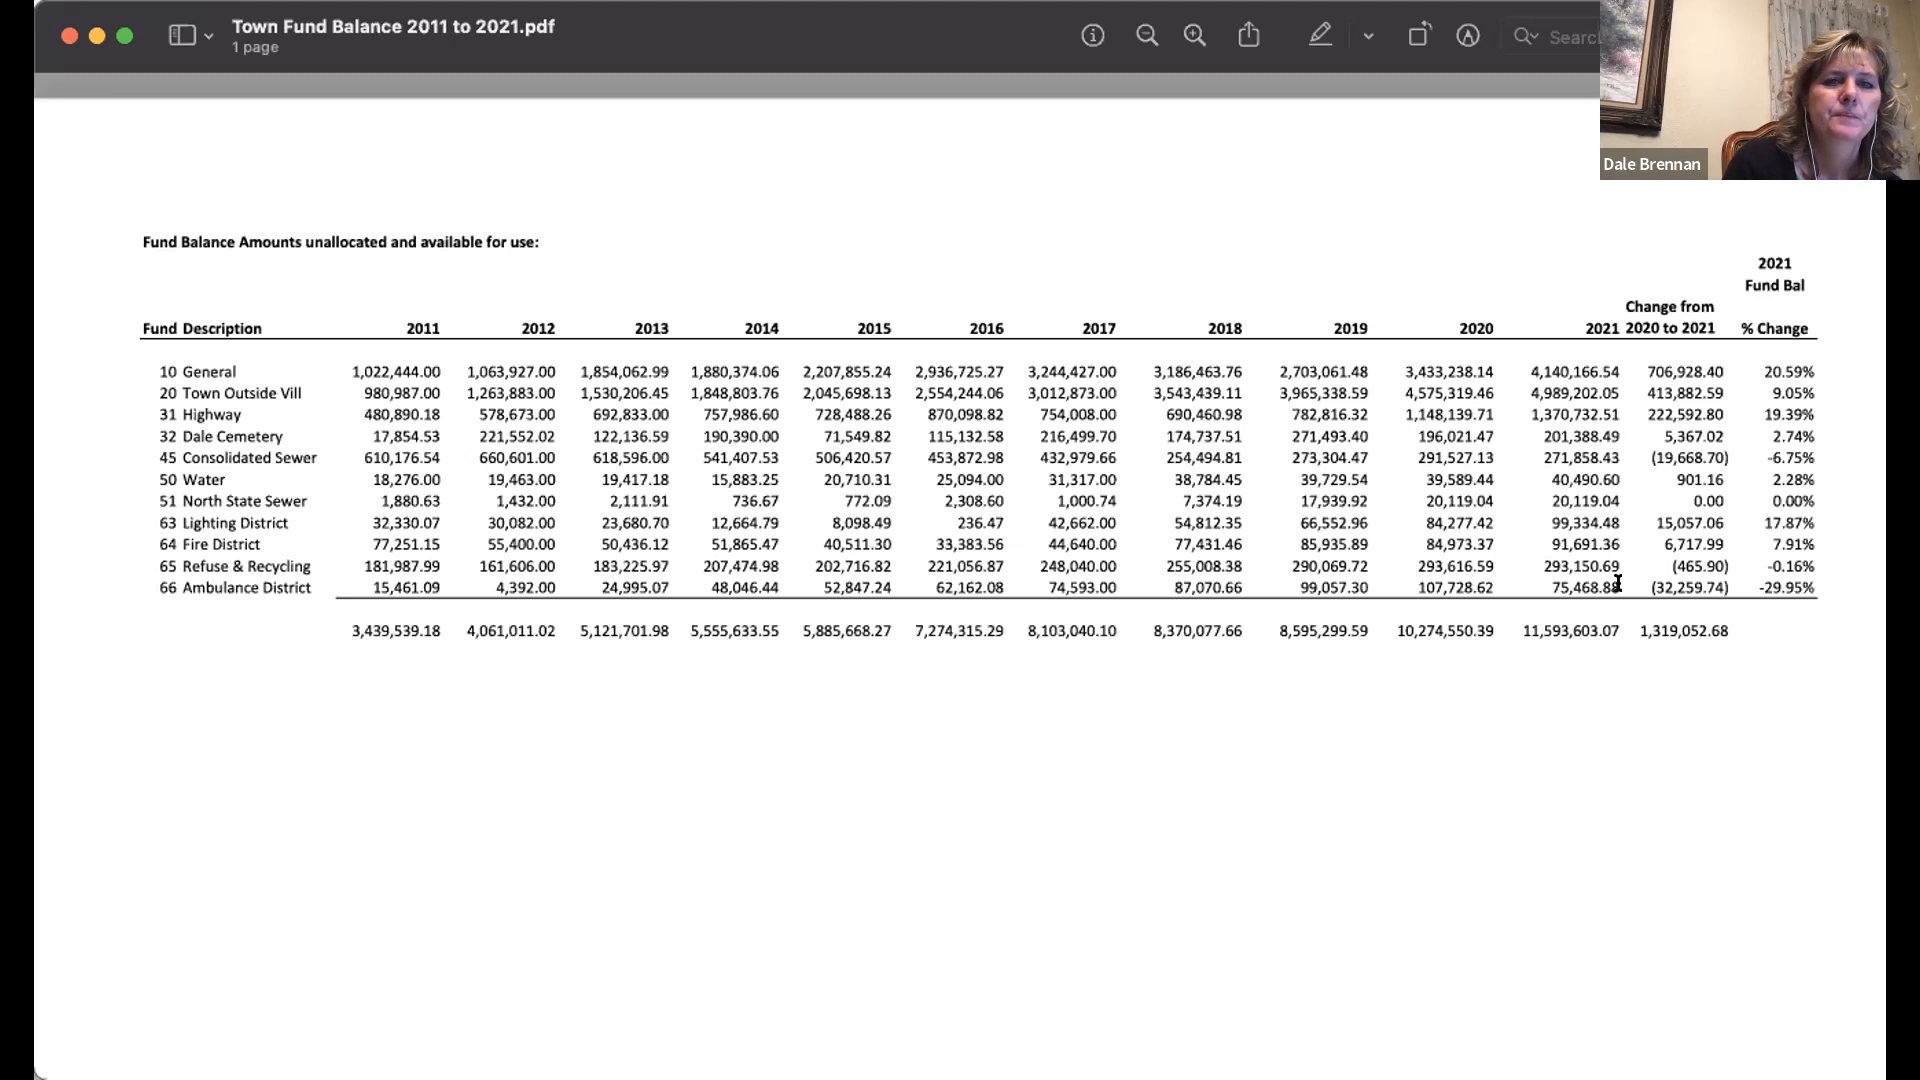 Town Fund Balance 2011 to 2021.pdf
1 page
Dale Brennan
Fund Balance Amounts unallocated and available for use:
2021
Fund Bal
Change from
Fund Description 2011 2012 2013 2014 2015 2016 2017 2018 2019 2020 2021 2020 to 2021 % Change
10 General 1,022,444.00 1,063,927.00 1,854,062.99 1,880,374.06 2,207,855.24 2,936,725.27 3,244,427.00 3,186,463.76 2,703,061.48 3,433,238.14 4,140,166.54 706,928.40 20.59%
20 Town Outside Vill 980,987.00 1,263,883.00 1,530,206.45 1,848,803.76 2,045,698.13 2,554,244.06 3,012,873.00 3,543,439.11 3,965,338.59 4,575,319.46 4,989,202.05 413,882.59 9.05%
31 Highway 480,890.18 578,673.00 692,833.00 757,986.60 728,488.26 870,098.82 754,008.00 690,460.98 782,816.32 1,148,139.71 1,370,732.51 222,592.80 19.39%
32 Dale Cemetery 17,854.53 221,552.02 122,136.59 190,390.00 71,549.82 115,132.58 216,499.70 174,737.51 271,493.40 196,021.47 201,388.49 5,367.02 2.74%
45 Consolidated Sewer 610,176.54 660,601.00 618,596.00 541,407.53 506,420.57 453,872.98 432,979.66 254,494.81 273,304.47 291,527.13 271,858.43 (19,668.70) -6.75%
50 Water 18,276.00 19,463.00 19,417.18 15,883.25 20,710.31 25,094.00 31,317.00 38,784.45 39,729.54 39,589.44 40,490.60 901.16 2.28%
51 North State Sewer 1,880.63 1,432.00 2,111.91 736.67 772.09 2,308.60 1,000.74 7,374.19 17,939.92 20,119.04 20,119.04 0.00 0.00%
63 Lighting District 32,330.07 30,082.00 23,680.70 12,664.79 8,098.49 236.47 42,662.00 54,812.35 66,552.96 84,277.42 99,334.48 15,057.06 17.87%
64 Fire District 77,251.15 55,400.00 50,436.12 51,865.47 40,511.30 33,383.56 44,640.00 77,431.46 85,935.89 84,973.37 91,691.36 6,717.99 7.91%
65 Refuse & Recycling 181,987.99 161,606.00 183,225.97 207,474.98 202,716.82 221,056.87 248,040.00 255,008.38 290,069.72 293,616.59 293,150.69 (465.90) -0.16%
66 Ambulance District 15,461.09 4,392.00 24,995.07 48,046.44 52,847.24 62,162.08 74,593.00 87,070.66 99,057.30 107,728.62 75,468.88 (32,259.74) -29.95%
3,439,539.18 4,061,011.02 5,121,701.98 5,555,633.55 5,885,668.27 7,274,315.29 8,103,040.10 8,370,077.66 8,595,299.59 10,274,550.39 11,593,603.07 1,319,052.68